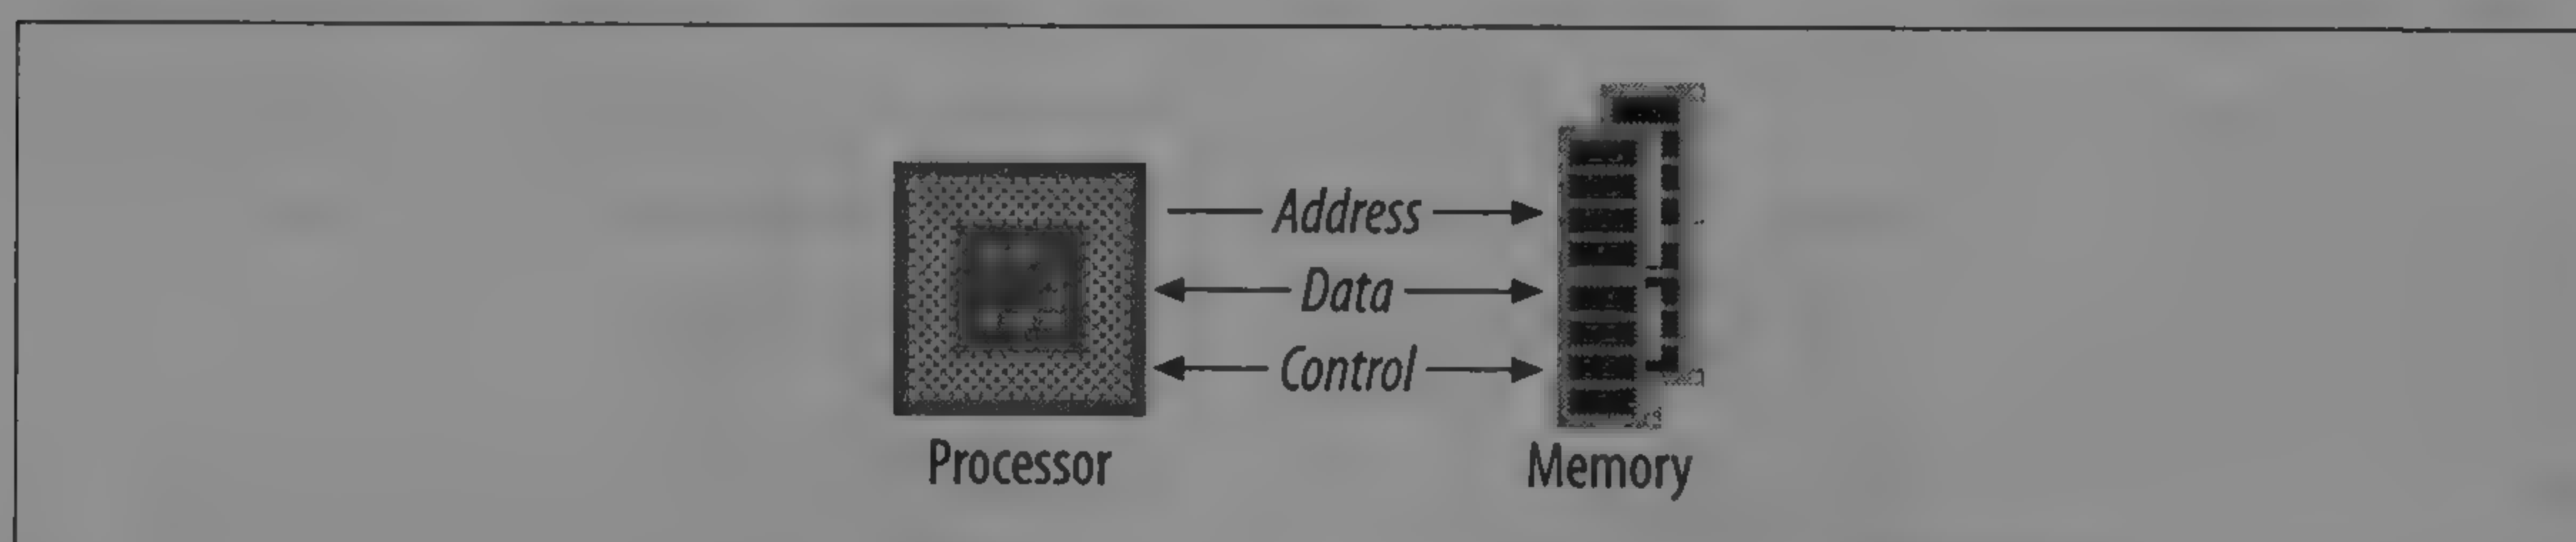 Address
Data
Control
Processor
Memory